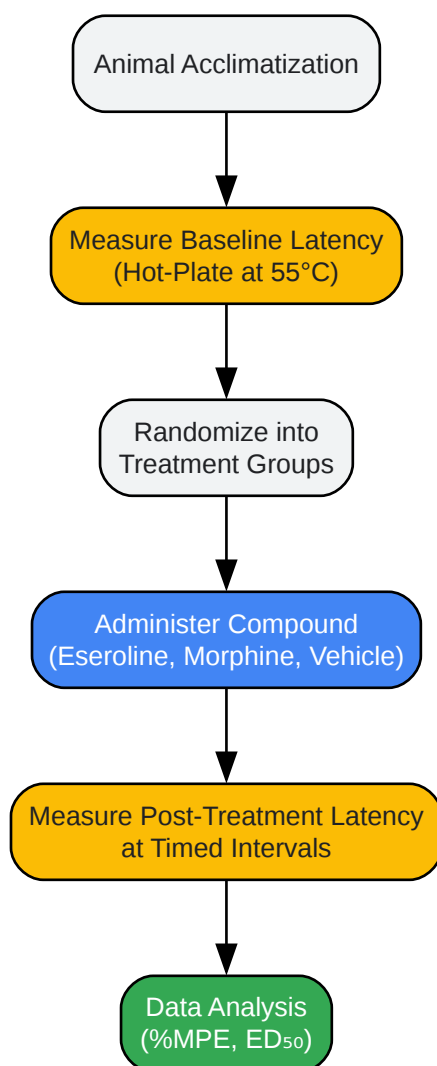 Animal Acclimatization
Measure Baseline Latency
(Hot-Plate at 55°C)
Randomize into
Treatment Groups
Administer Compound
(Eseroline, Morphine, Vehicle)
Measure Post-Treatment Latency
at Timed Intervals
Data Analysis
(%MPE, ED₅₀)